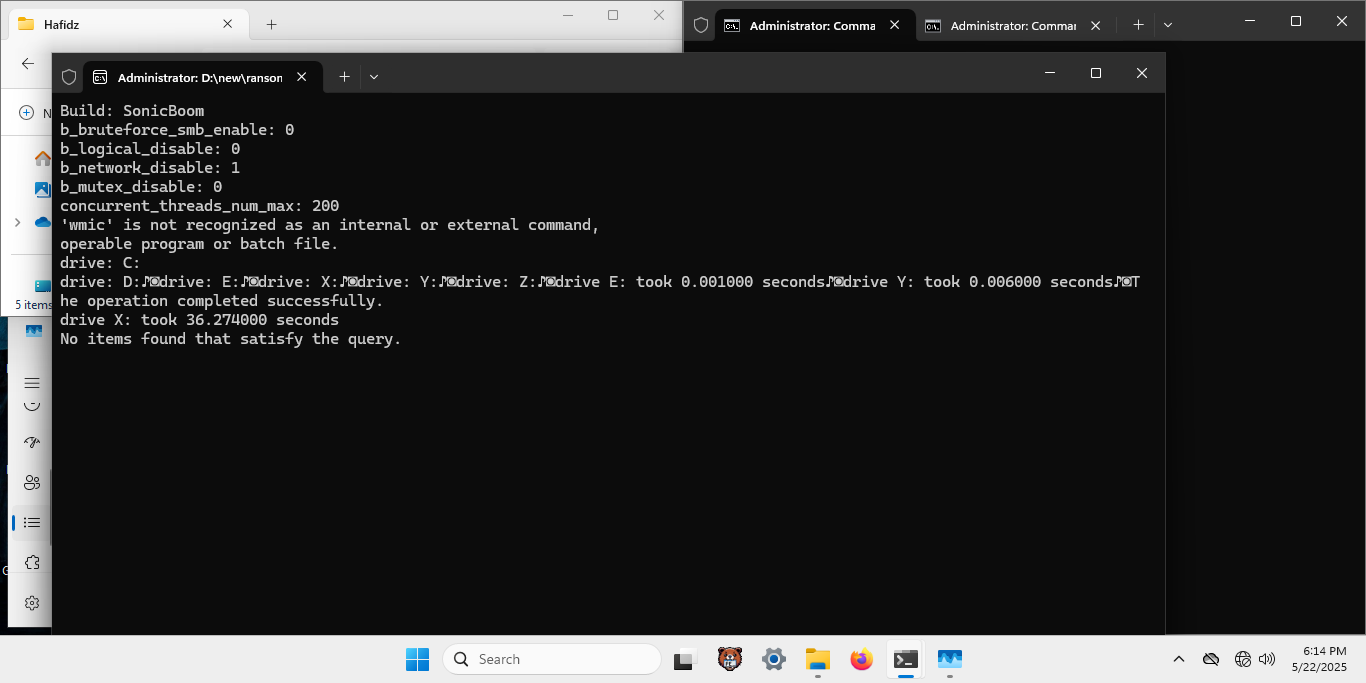 Hafidz
Administrator: Comma
Administrator: Commar
Administrator: D:\new\ranson
Build: SonicBoom
b_bruteforce_smb_enable: 0
b_logical_disable: 0
b_network_disable: 1
b_mutex_disable: 0
concurrent_threads_num_max: 200
'wmic' is not recognized as an internal or external command,
operable program or batch file.
drive: C:
drive: D:♪◙drive: E:♪◙drive: X:♪◙drive: Y:♪◙drive: Z:♪◙drive E: took 0.001000 seconds♪◙drive Y: took 0.006000 seconds♪◙T
he operation completed successfully.
drive X: took 36.274000 seconds
No items found that satisfy the query.
N
5 items
Search
6:14 PM
5/22/2025